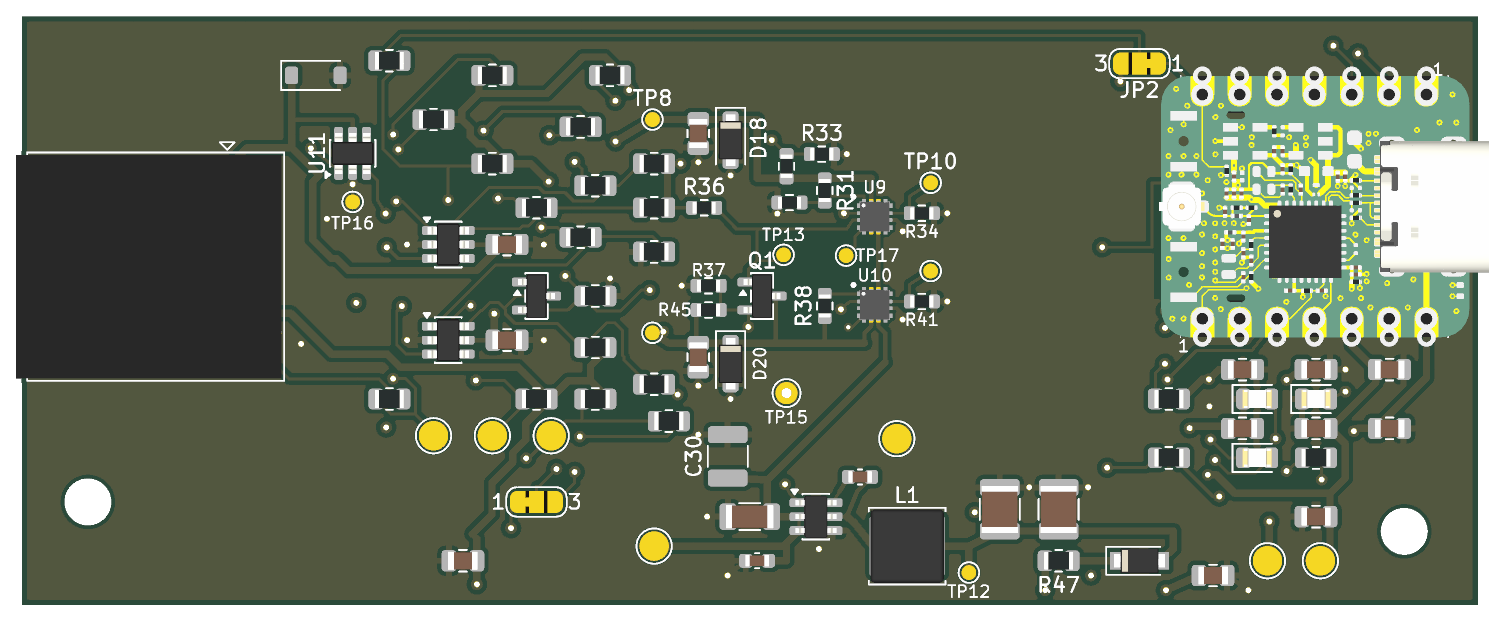 3 1
JP2
1
TP8
D18
R33
U11
TP10
R36
R31
U9
TP16
R34
TP13
Q1
TP17
R37
U10
R45
R38
R41
1
D20
TP15
C30
1 3
L1
R47
TP12